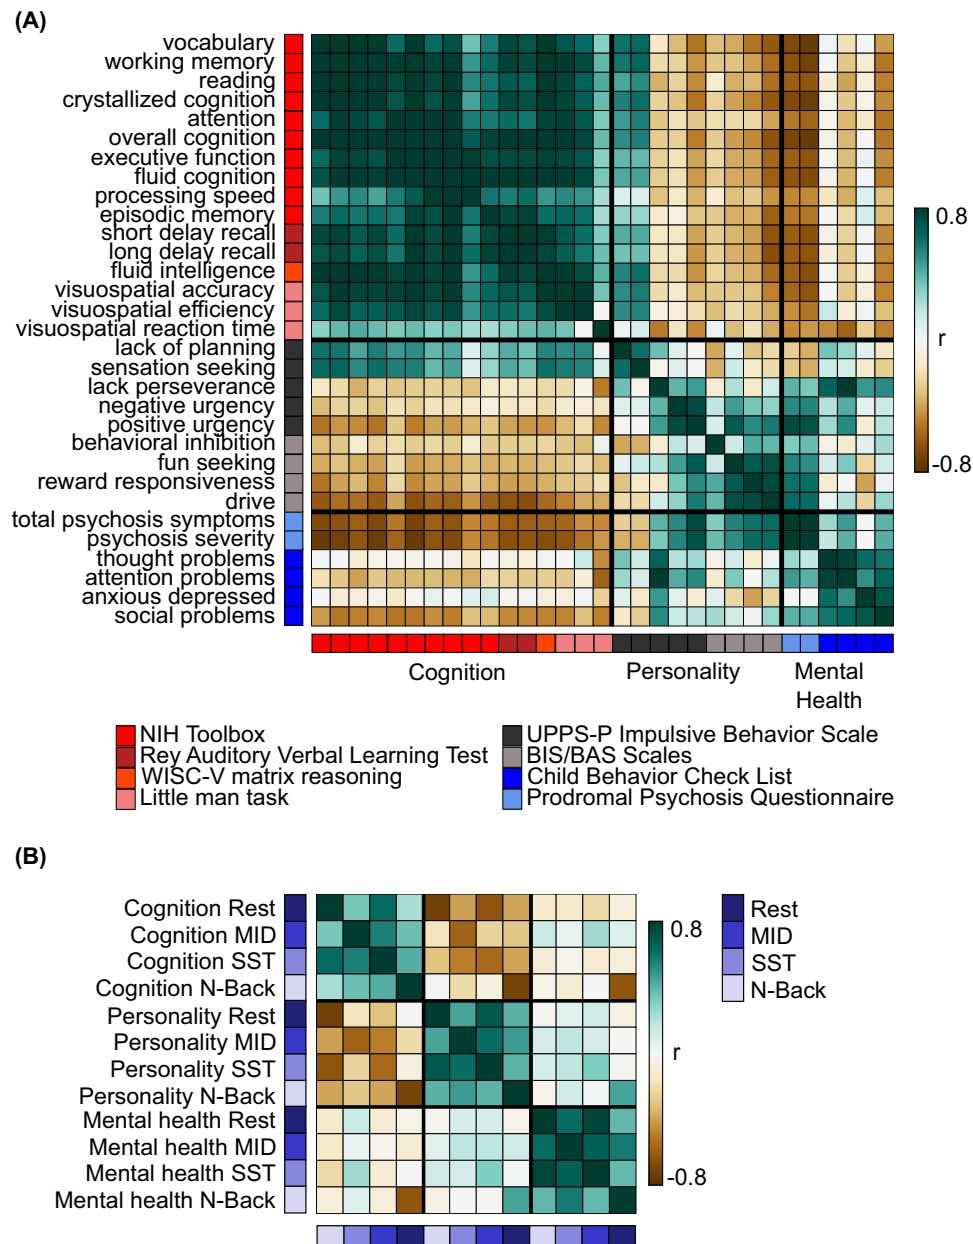 (A)
vocabulary
working memory
reading
crystallized cognition
attention
overall cognition
executive function
fluid cognition
processing speed
episodic memory
short delay recall
long delay recall
fluid intelligence
visuospatial accuracy
visuospatial efficiency
visuospatial reaction time
lack of planning
sensation seeking
lack perseverance
negative urgency
positive urgency
behavioral inhibition
fun seeking
reward responsiveness
drive
total psychosis symptoms
psychosis severity
thought problems
attention problems
anxious depressed
social problems
0.8
r
-0.8
Cognition
Personality
Mental
Health
NIH Toolbox
Rey Auditory Verbal Learning Test
WISC-V matrix reasoning
Little man task
UPPS-P Impulsive Behavior Scale
BIS/BAS Scales
Child Behavior Check List
Prodromal Psychosis Questionnaire
(B)
Cognition Rest
Cognition MID
Cognition SST
Cognition N-Back
Personality Rest
Personality MID
Personality SST
Personality N-Back
Mental health Rest
Mental health MID
Mental health SST
Mental health N-Back
0.8
r
-0.8
Rest
MID
SST
N-Back